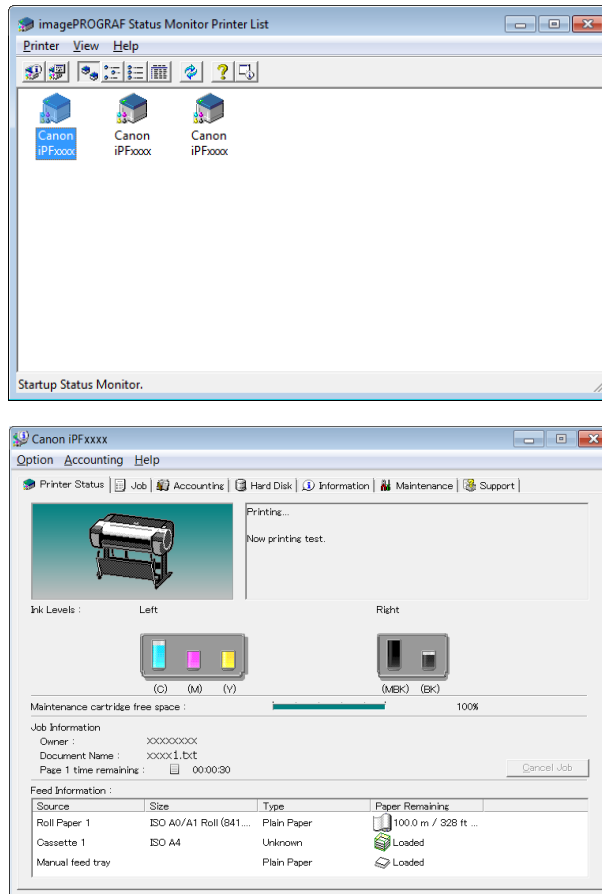 imagePROGRAF Status Monitor Printer List
Printer View Help
Canon iPFxxxx Canon iPFxxxx Canon iPFxxxx
Startup Status Monitor.
Canon iPFxxxx
Option Accounting Help
Printer Status Job Accounting Hard Disk Information Maintenance Support
Printing...
Now printing test.
Ink Levels : Left Right
(C) (M) (Y) (MBK) (BK)
Maintenance cartridge free space : 100%
Job Information
Owner : xxxxxxxx
Document Name : xxxx1.txt
Page 1 time remaining : 00:00:30
Cancel Job
Feed Information :
Source Size Type Paper Remaining
Roll Paper 1 ISO A0/A1 Roll (841.... Plain Paper 100.0 m / 328 ft ...
Cassette 1 ISO A4 Unknown Loaded
Manual feed tray Plain Paper Loaded